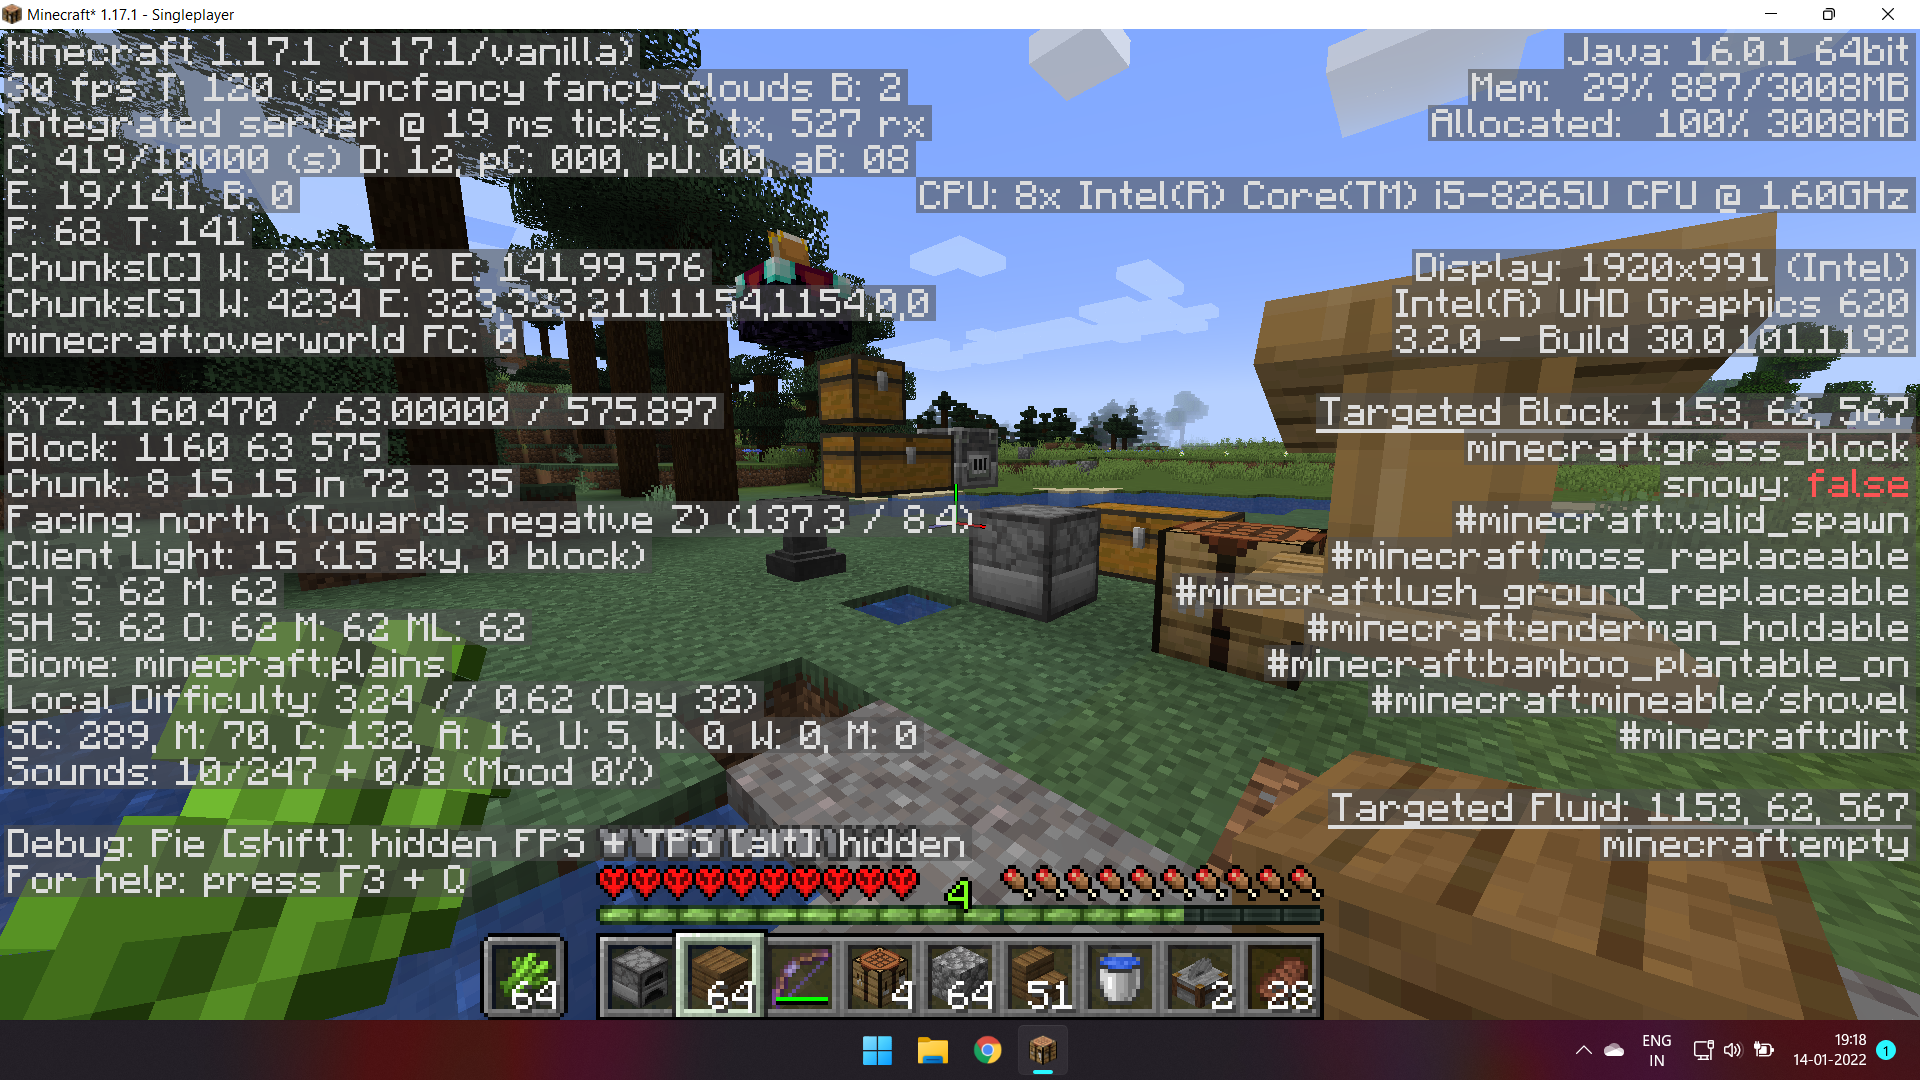 Minecraft* 1.17.1 - Singleplayer
Minecraft 1.17.1 (1.17.1/vanilla)
30 fps T: 120 vsyncfancy fancy-clouds B: 2
Integrated server @ 19 ms ticks, 6 tx, 527 rx
C: 419/10000 (s) D: 12, pC: 000, pU: 00, aB: 08
E: 19/141, B: 0
P: 68. T: 141
Chunks[C] W: 841, 576 E: 141,99,576
Chunks[S] W: 4234 E: 323,323,211,1154,1154,0,0
minecraft:overworld FC: 0
XYZ: 1160.470 / 63.00000 / 575.897
Block: 1160 63 575
Chunk: 8 15 15 in 72 3 35
Facing: north (Towards negative Z) (137.3 / 8.4)
Client Light: 15 (15 sky, 0 block)
CH S: 62 M: 62
SH S: 62 O: 62 M: 62 ML: 62
Biome: minecraft:plains
Local Difficulty: 3.24 // 0.62 (Day 32)
SC: 289, M: 70, C: 132, A: 16, U: 5, W: 0, W: 0, M: 0
Sounds: 10/247 + 0/8 (Mood 0%)
Debug: Pie [shift]: hidden FPS + TPS [alt]: hidden
For help: press F3 + Q
Java: 16.0.1 64bit
Mem: 29% 887/3008MB
Allocated: 100% 3008MB
CPU: 8x Intel(R) Core(TM) i5-8265U CPU @ 1.60GHz
Display: 1920x991 (Intel)
Intel(R) UHD Graphics 620
3.2.0 - Build 30.0.101.1192
Targeted Block: 1153, 62, 567
minecraft:grass_block
snowy: false
#minecraft:valid_spawn
#minecraft:moss_replaceable
#minecraft:lush_ground_replaceable
#minecraft:enderman_holdable
#minecraft:bamboo_plantable_on
#minecraft:mineable/shovel
#minecraft:dirt
Targeted Fluid: 1153, 62, 567
minecraft:empty
4
64 64 4 64 51 2 28
ENG
IN
19:18
14-01-2022
1